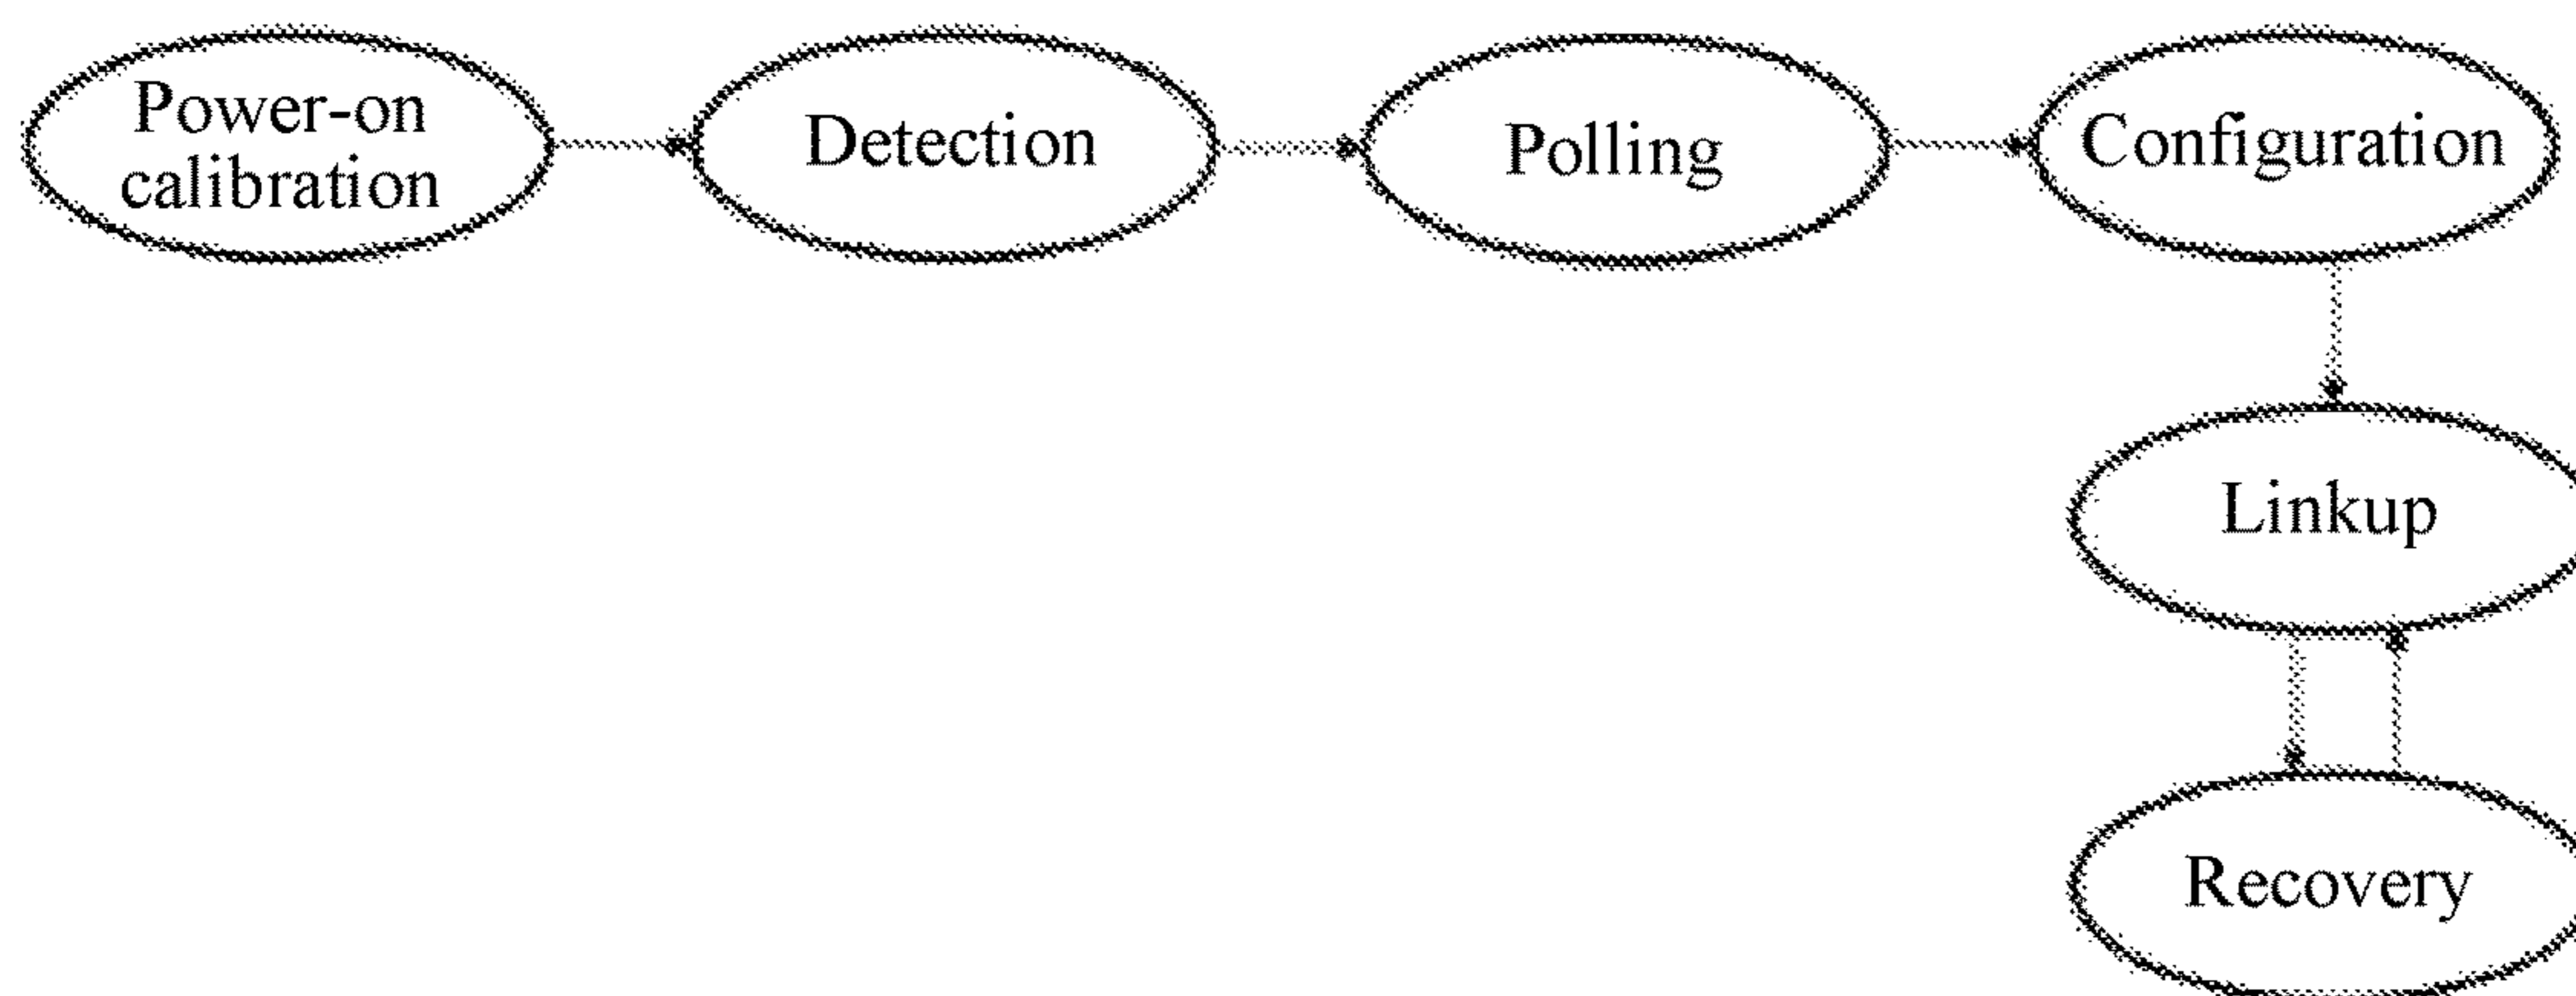 Power-on
calibration
Detection
Polling
Configuration
Linkup
Recovery